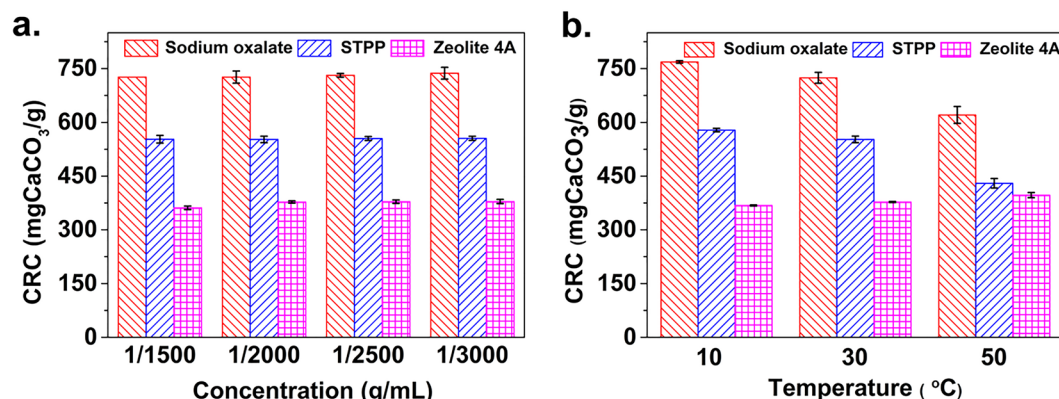 a.
Sodium oxalate STPP Zeolite 4A
CRC (mgCaCO3/g)
750
600
450
300
150
0
1/1500 1/2000 1/2500 1/3000
Concentration (g/mL)
b.
Sodium oxalate STPP Zeolite 4A
CRC (mgCaCO3/g)
750
600
450
300
150
0
10 30 50
Temperature ( °C)